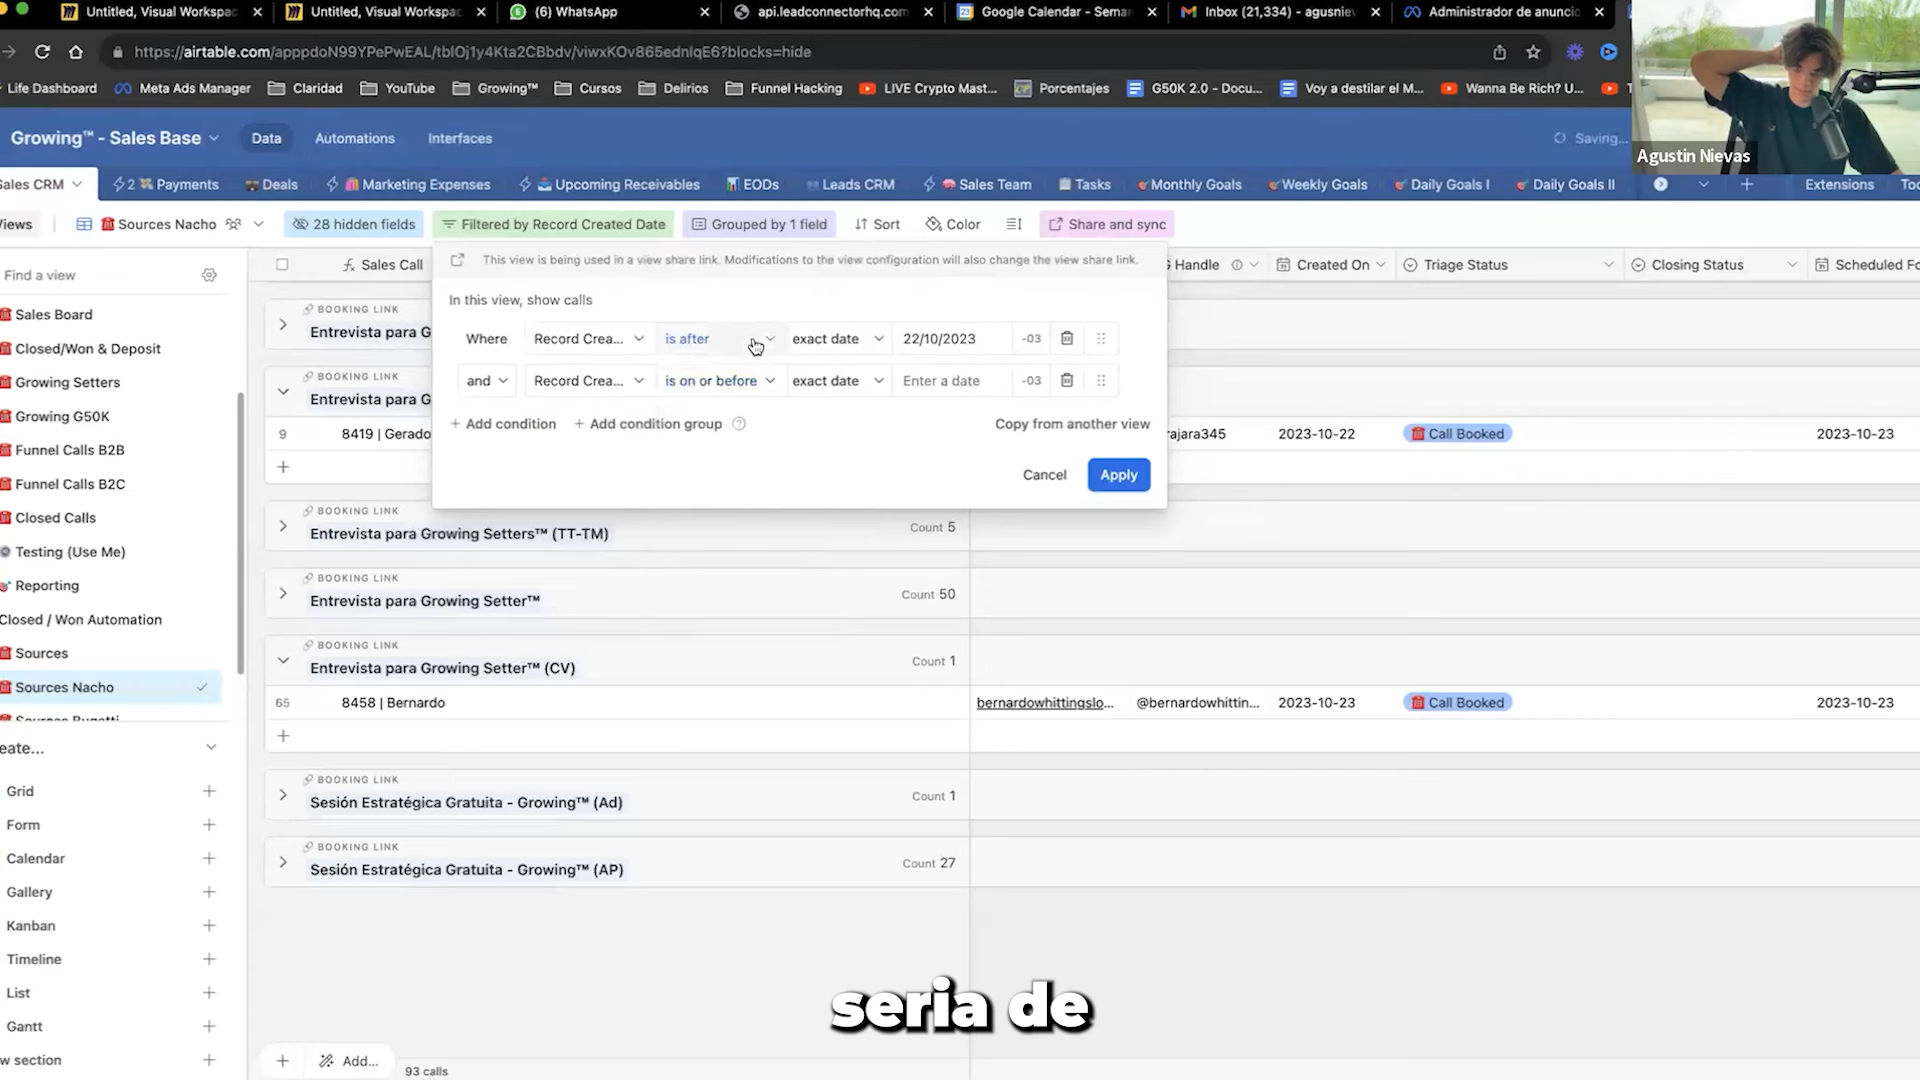 Untitled, Visual Workspac
Untitled, Visual Workspac
(6) WhatsApp
api.leadconnectorhq.com
Google Calendar - Seman
Inbox (21,334) - agusniev
Administrador de anuncio
https://airtable.com/apppdoN99YPePwEAL/tblOj1y4Kta2CBbdv/viwxKOv865ednlqE6?blocks=hide
Life Dashboard
Meta Ads Manager
Claridad
YouTube
Growing™
Cursos
Delirios
Funnel Hacking
LIVE Crypto Mast...
Porcentajes
G50K 2.0 - Docu...
Voy a destilar el M...
Wanna Be Rich? U...
Agustin Nievas
Growing™ - Sales Base
Data
Automations
Interfaces
Saving...
Sales CRM
2
Payments
Deals
Marketing Expenses
Upcoming Receivables
EODs
Leads CRM
Sales Team
Tasks
Monthly Goals
Weekly Goals
Daily Goals I
Daily Goals II
Extensions
Too
Views
Sources Nacho
28 hidden fields
Filtered by Record Created Date
Grouped by 1 field
Sort
Color
Share and sync
Find a view
Sales Board
Closed/Won & Deposit
Growing Setters
Growing G50K
Funnel Calls B2B
Funnel Calls B2C
Closed Calls
Testing (Use Me)
Reporting
Closed / Won Automation
Sources
Sources Nacho
Sources Bugatti
eate...
Grid
Form
Calendar
Gallery
Kanban
Timeline
List
Gantt
w section
Sales Call
Handle
Created On
Triage Status
Closing Status
Scheduled Fo
This view is being used in a view share link. Modifications to the view configuration will also change the view share link.
In this view, show calls
Where
Record Crea...
is after
exact date
22/10/2023
-03
and
Record Crea...
is on or before
exact date
Enter a date
-03
+ Add condition
+ Add condition group
Copy from another view
Cancel
Apply
BOOKING LINK
Entrevista para G
BOOKING LINK
Entrevista para G
9
8419 | Gerado
rajara345
2023-10-22
Call Booked
2023-10-23
BOOKING LINK
Entrevista para Growing Setters™ (TT-TM)
Count 5
BOOKING LINK
Entrevista para Growing Setter™
Count 50
BOOKING LINK
Entrevista para Growing Setter™ (CV)
Count 1
65
8458 | Bernardo
bernardowhittingslo...
@bernardowhittin...
2023-10-23
Call Booked
2023-10-23
BOOKING LINK
Sesión Estratégica Gratuita - Growing™ (Ad)
Count 1
BOOKING LINK
Sesión Estratégica Gratuita - Growing™ (AP)
Count 27
seria de
Add...
93 calls